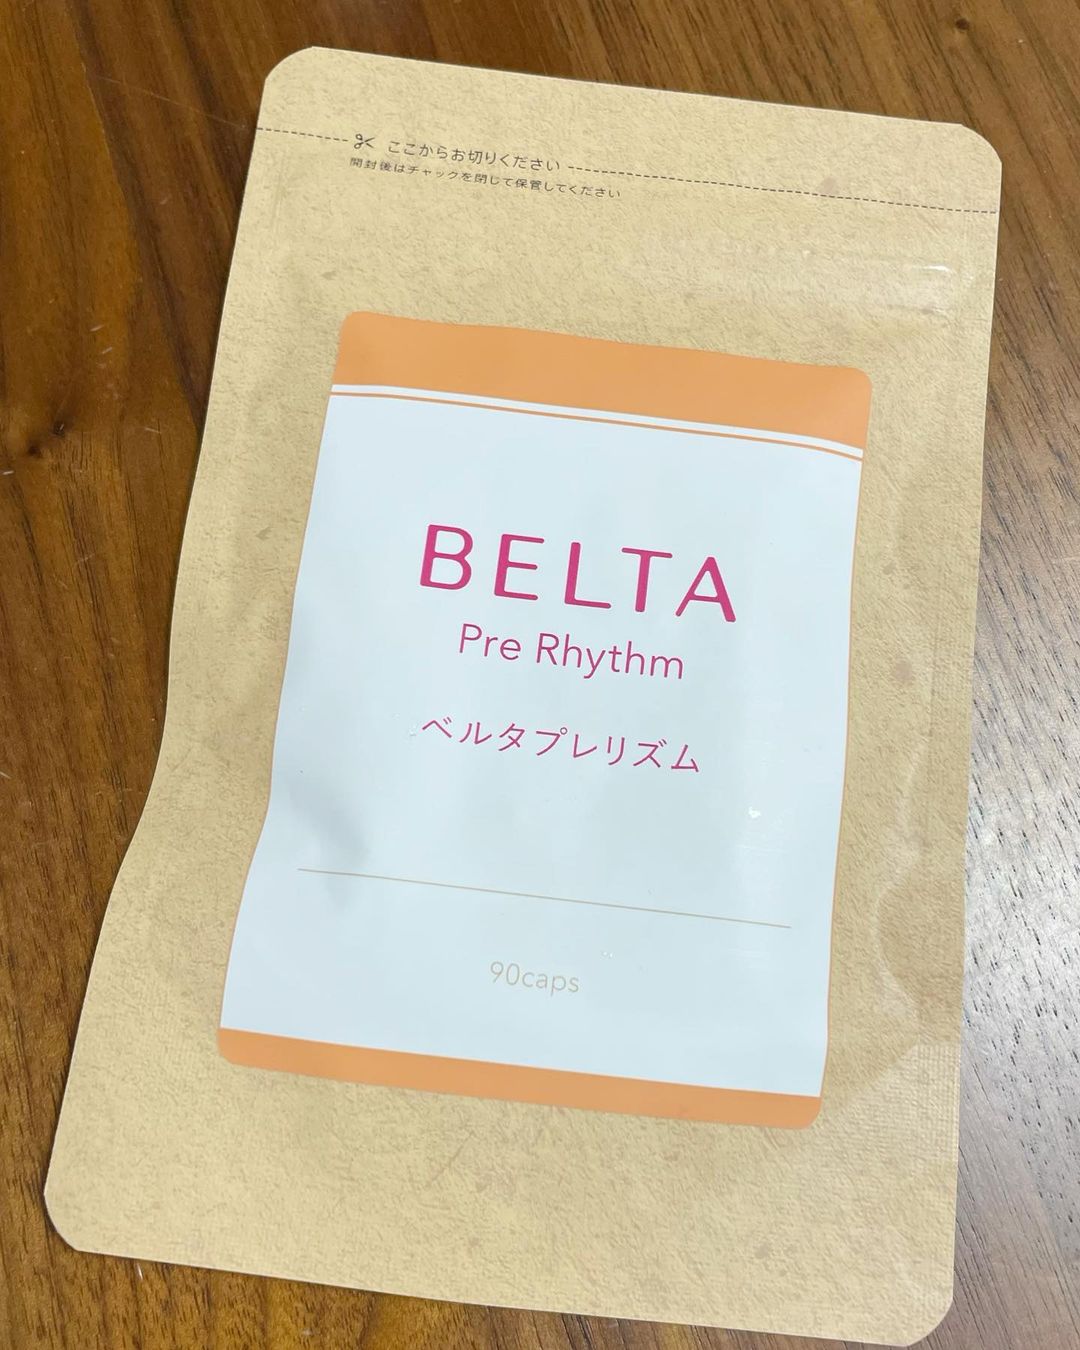 ここからお切りください
開封後はチャックを閉じて保管してください
BELTA
Pre Rhythm
ベルタプレリズム
90caps